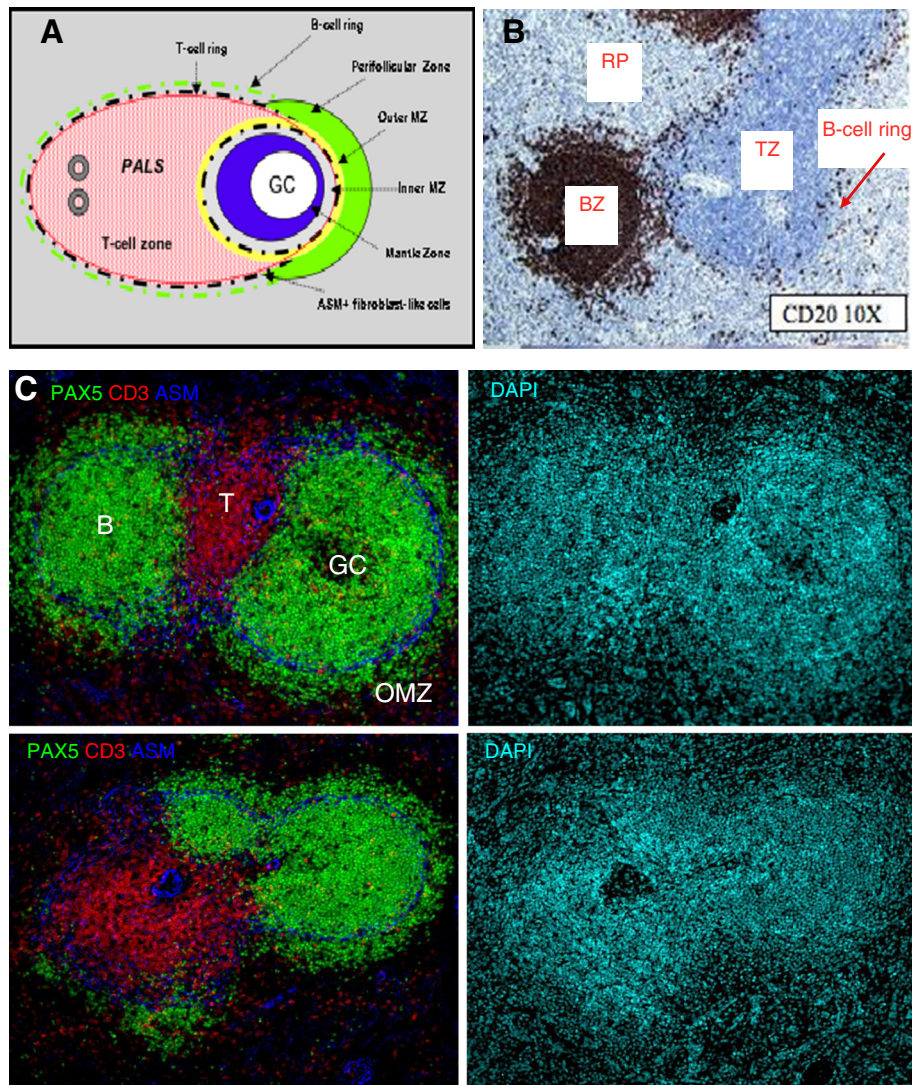 A
B-cell ring
T-cell ring
Perifollicular Zone
Outer MZ
PALS
GC
Inner MZ
T-cell zone
Mantle Zone
ASM+ fibroblast-like cells
B
RP
B-cell ring
TZ
BZ
CD20 10X
C
PAX5 CD3 ASM
DAPI
B
T
GC
OMZ
PAX5 CD3 ASM
DAPI